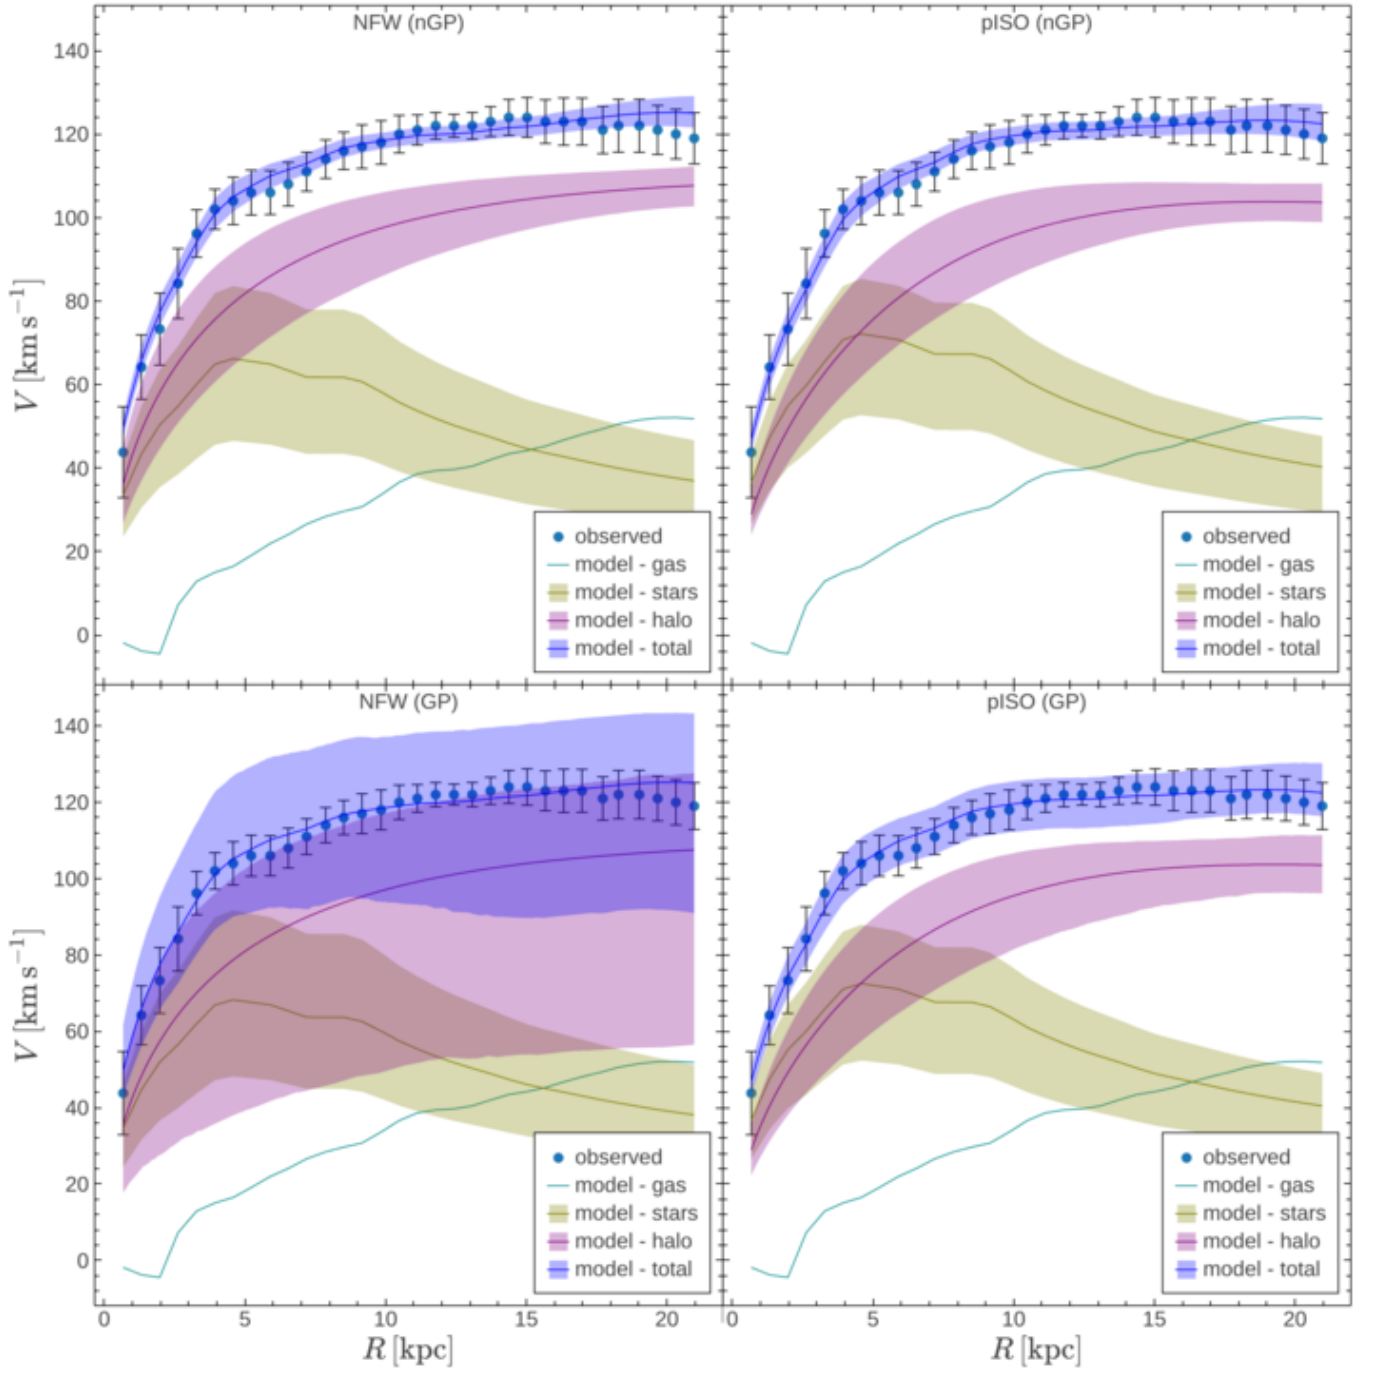 NFW (nGP)
pISO (nGP)
140
120
100
80
60
40
20
0
V [km s⁻¹]
observed
model - gas
model - stars
model - halo
model - total
observed
model - gas
model - stars
model - halo
model - total
NFW (GP)
pISO (GP)
140
120
100
80
60
40
20
0
V [km s⁻¹]
observed
model - gas
model - stars
model - halo
model - total
observed
model - gas
model - stars
model - halo
model - total
0 5 10 15 20
0 5 10 15 20
R [kpc]
R [kpc]